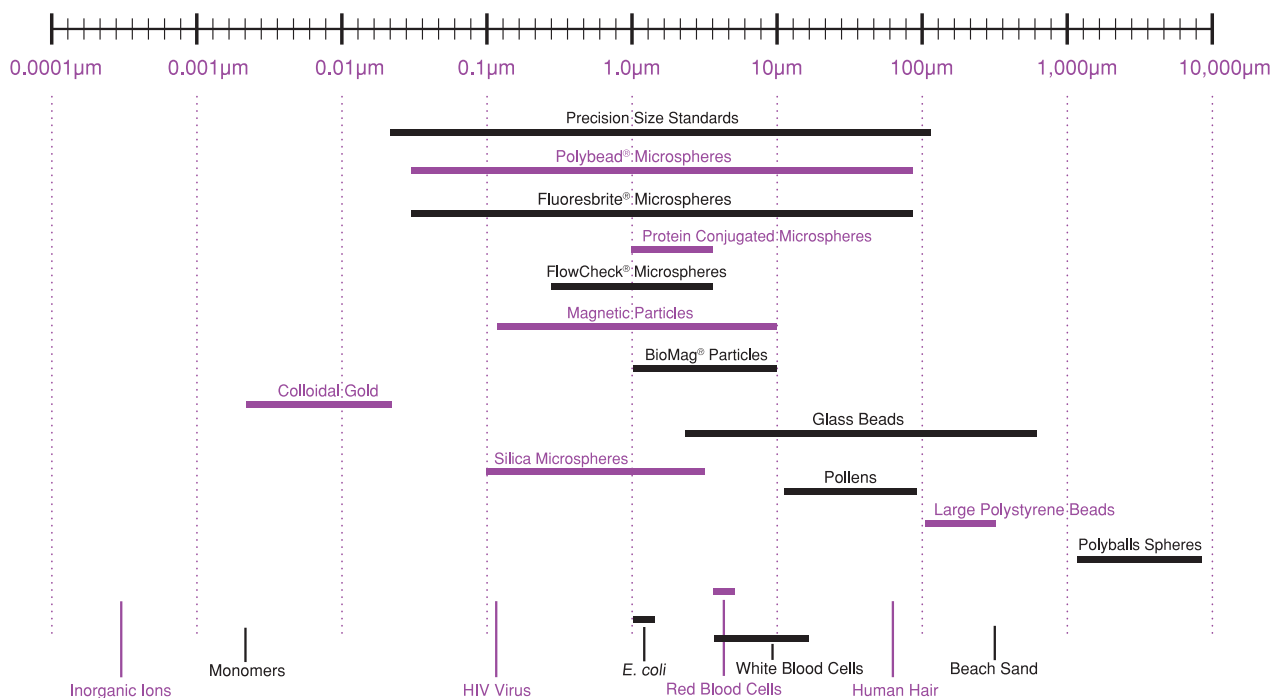 0.0001µm 0.001µm 0.01µm 0.1µm 1.0µm 10µm 100µm 1,000µm 10,000µm
Precision Size Standards
Polybead® Microspheres
Fluoresbrite® Microspheres
Protein Conjugated Microspheres
FlowCheck® Microspheres
Magnetic Particles
BioMag® Particles
Colloidal Gold
Glass Beads
Silica Microspheres
Pollens
Large Polystyrene Beads
Polyballs Spheres
Monomers E. coli White Blood Cells Beach Sand
Inorganic Ions HIV Virus Red Blood Cells Human Hair